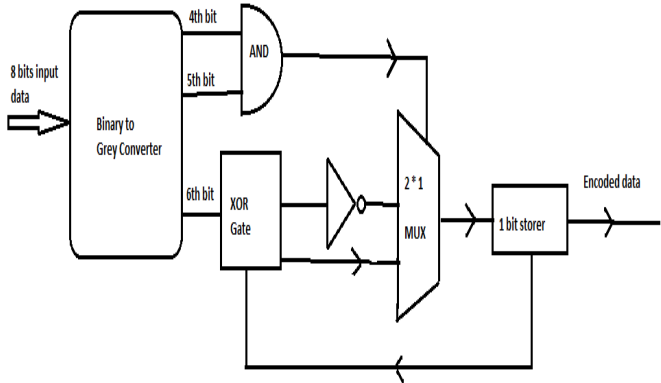 4th bit
AND
5th bit
8 bits input
data
Binary to
Grey Converter
6th bit
XOR
Gate
2 * 1
MUX
1 bit storer
Encoded data